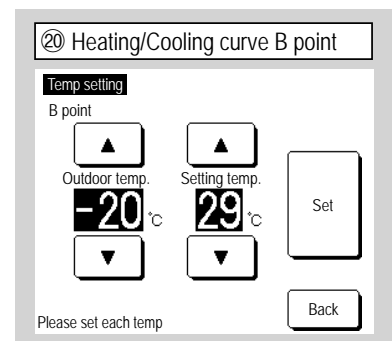 ⑳ Heating/Cooling curve B point
Temp setting
B point
▲ ▲
Outdoor temp. Setting temp.
-20 °C 29 °C
Set
▼ ▼
Back
Please set each temp